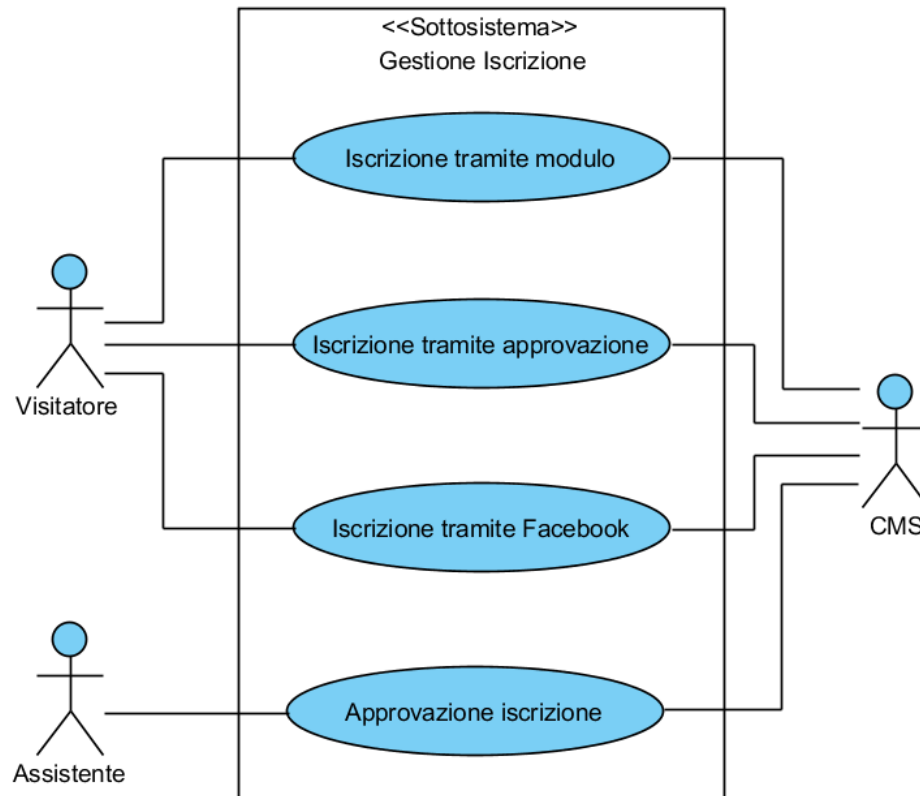 <<Sottosistema>>
Gestione Iscrizione
Iscrizione tramite modulo
Iscrizione tramite approvazione
Visitatore
Iscrizione tramite Facebook
CMS
Approvazione iscrizione
Assistente